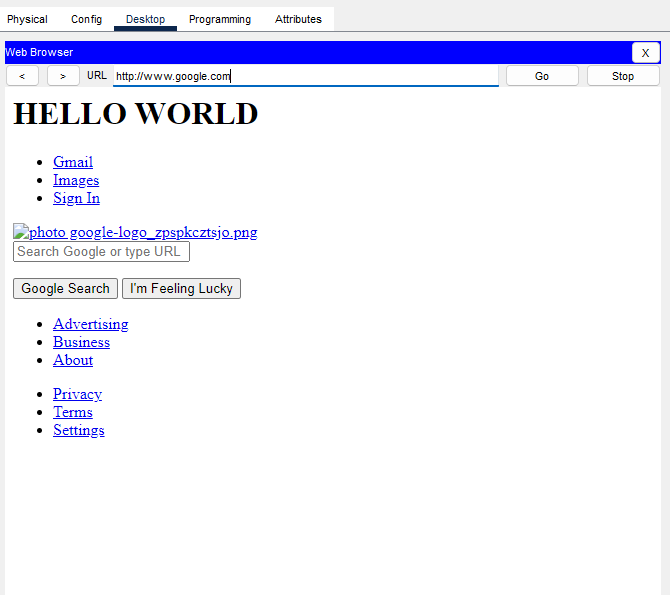 Physical Config Desktop Programming Attributes
Web Browser X
< > URL http://www.google.com Go Stop
HELLO WORLD
Gmail
Images
Sign In
photo google-logo_zpspkcztsjo.png
Search Google or type URL
Google Search I'm Feeling Lucky
Advertising
Business
About
Privacy
Terms
Settings